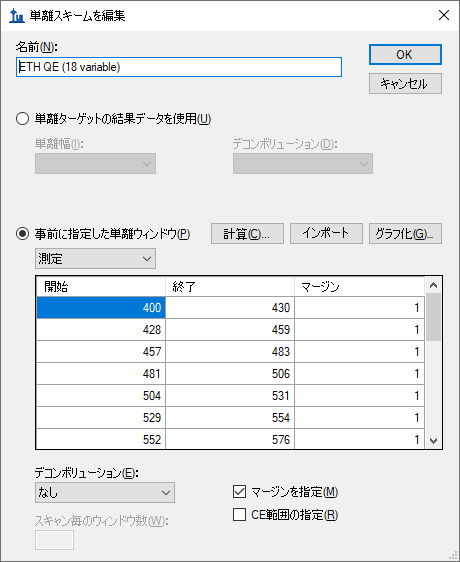 単離スキームを編集
名前(N):
ETH QE (18 variable)
OK
キャンセル
単離ターゲットの結果データを使用(U)
単離幅(I):
デコンボリューション(D):
事前に指定した単離ウィンドウ(P)
計算(C)...
インポート
グラフ化(G)...
測定
開始 終了 マージン
400 430 1
428 459 1
457 483 1
481 506 1
504 531 1
529 554 1
552 576 1
デコンボリューション(E):
なし
マージンを指定(M)
スキャン毎のウィンドウ数(W):
CE範囲の指定(R)